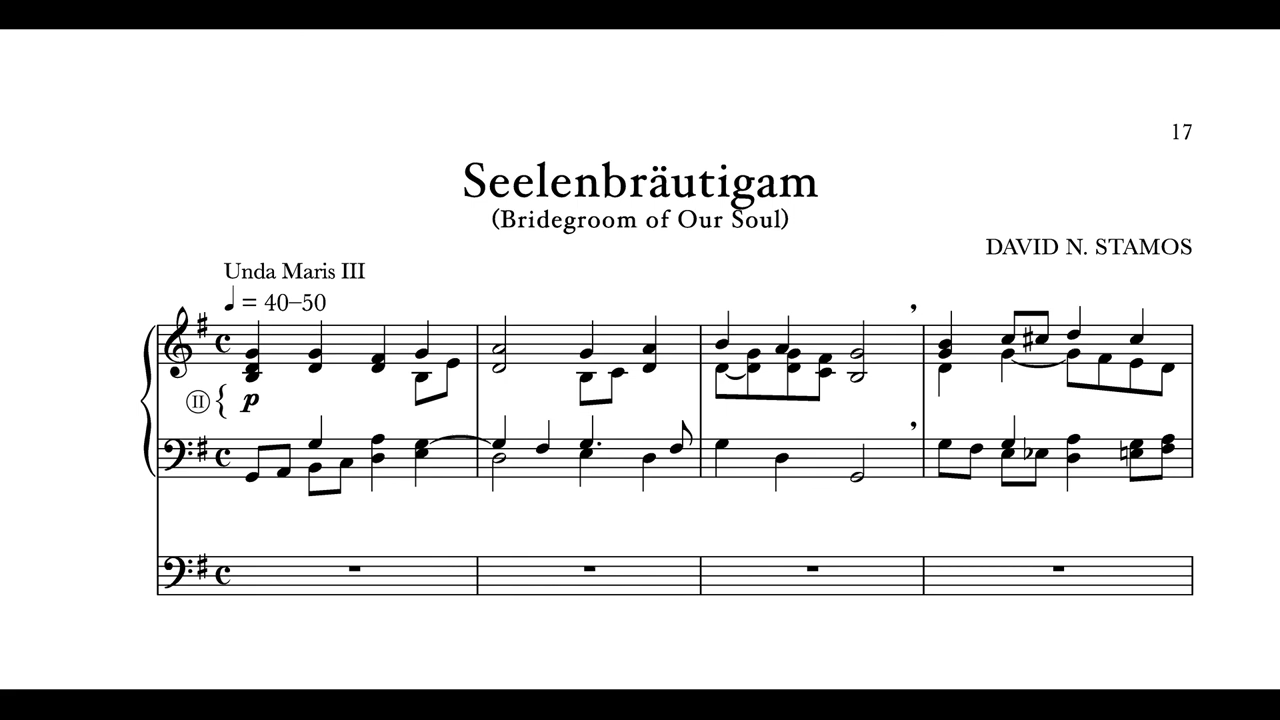 17
Seelenbräutigam
(Bridegroom of Our Soul)
DAVID N. STAMOS
Unda Maris III
♩ = 40–50
II
p